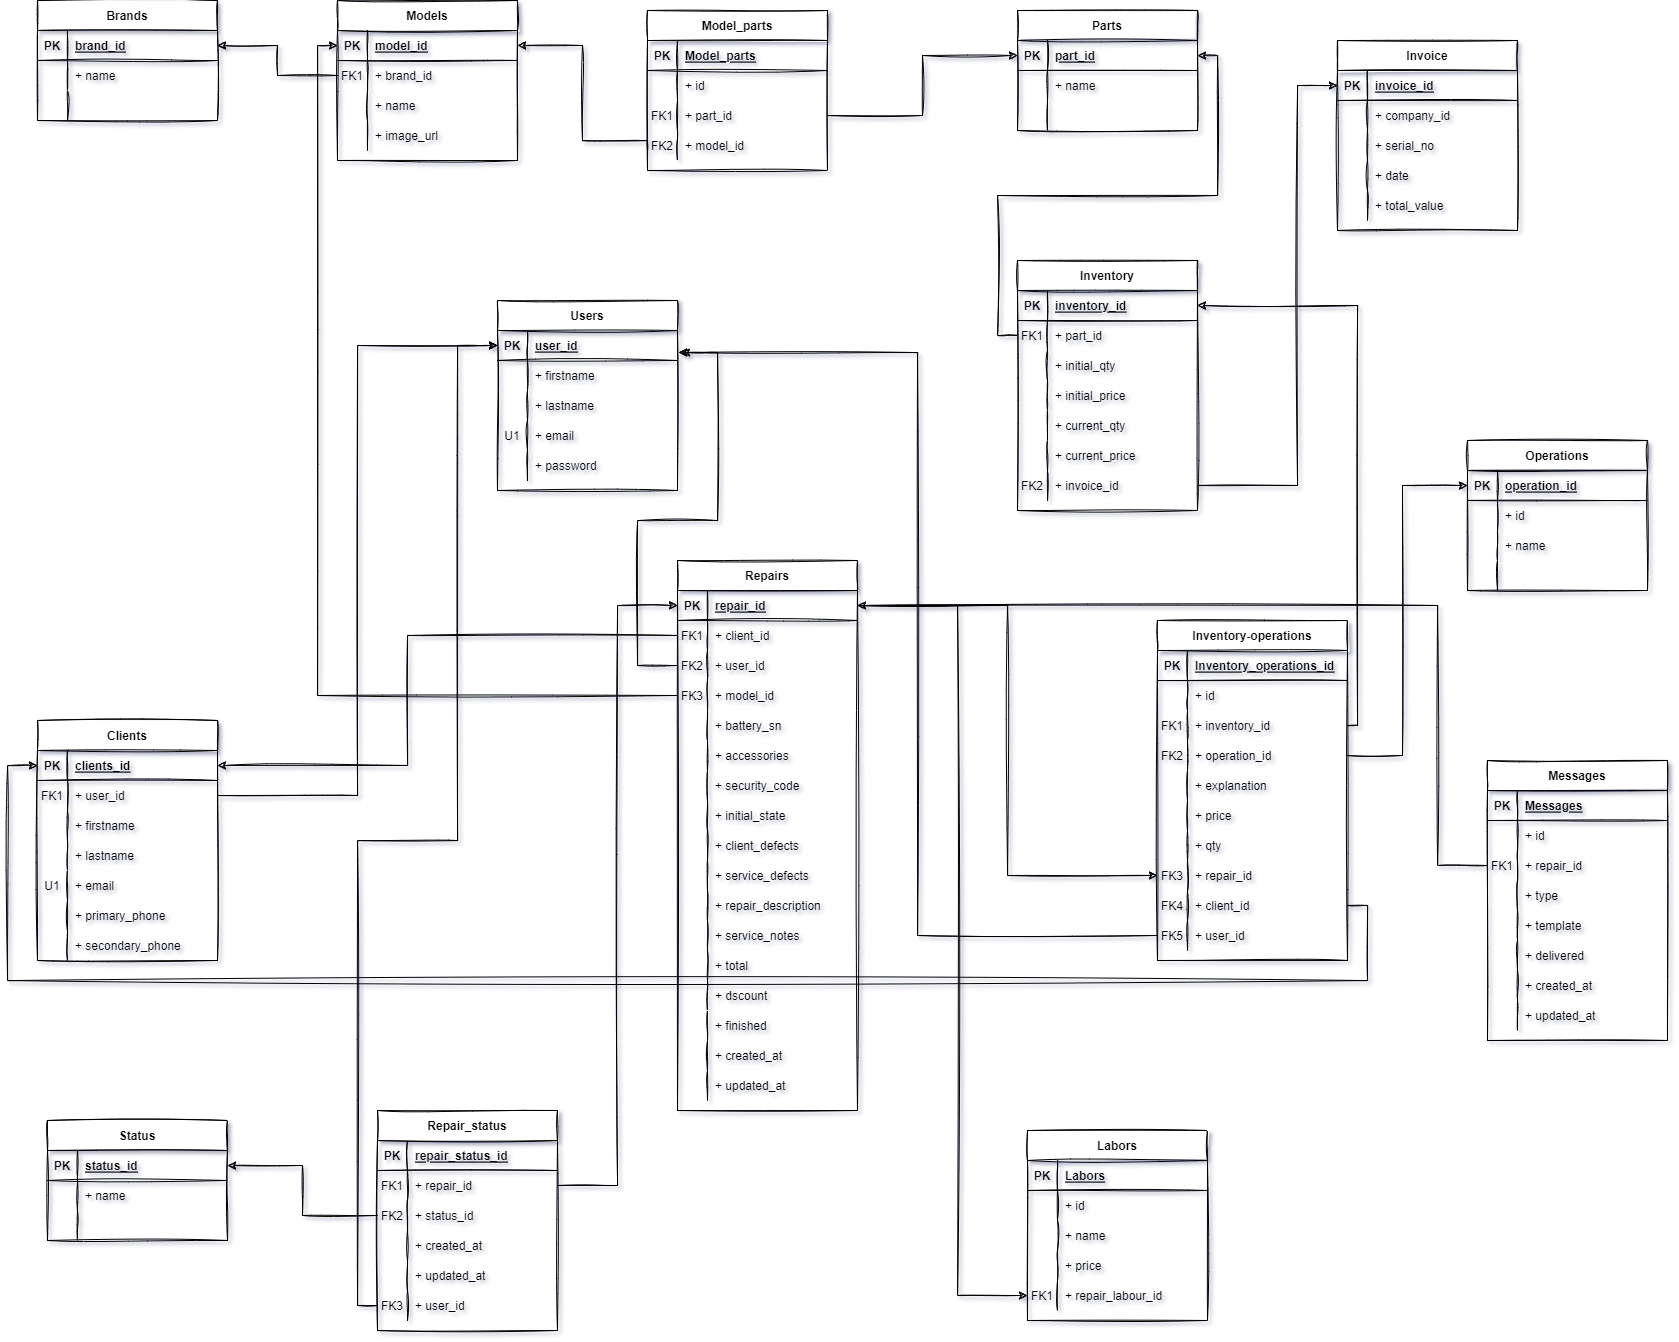 Brands
PK brand_id
+ name
Models
PK model_id
FK1 + brand_id
+ name
+ image_url
Model_parts
PK Model_parts
+ id
FK1 + part_id
FK2 + model_id
Parts
PK part_id
+ name
Invoice
PK invoice_id
+ company_id
+ serial_no
+ date
+ total_value
Users
PK user_id
+ firstname
+ lastname
U1 + email
+ password
Inventory
PK inventory_id
FK1 + part_id
+ initial_qty
+ initial_price
+ current_qty
+ current_price
FK2 + invoice_id
Operations
PK operation_id
+ id
+ name
Repairs
PK repair_id
FK1 + client_id
FK2 + user_id
FK3 + model_id
+ battery_sn
+ accessories
+ security_code
+ initial_state
+ client_defects
+ service_defects
+ repair_description
+ service_notes
+ total
+ dscount
+ finished
+ created_at
+ updated_at
Inventory-operations
PK Inventory_operations_id
+ id
FK1 + inventory_id
FK2 + operation_id
+ explanation
+ price
+ qty
FK3 + repair_id
FK4 + client_id
FK5 + user_id
Clients
PK clients_id
FK1 + user_id
+ firstname
+ lastname
U1 + email
+ primary_phone
+ secondary_phone
Messages
PK Messages
+ id
FK1 + repair_id
+ type
+ template
+ delivered
+ created_at
+ updated_at
Status
PK status_id
+ name
Repair_status
PK repair_status_id
FK1 + repair_id
FK2 + status_id
+ created_at
+ updated_at
FK3 + user_id
Labors
PK Labors
+ id
+ name
+ price
FK1 + repair_labour_id